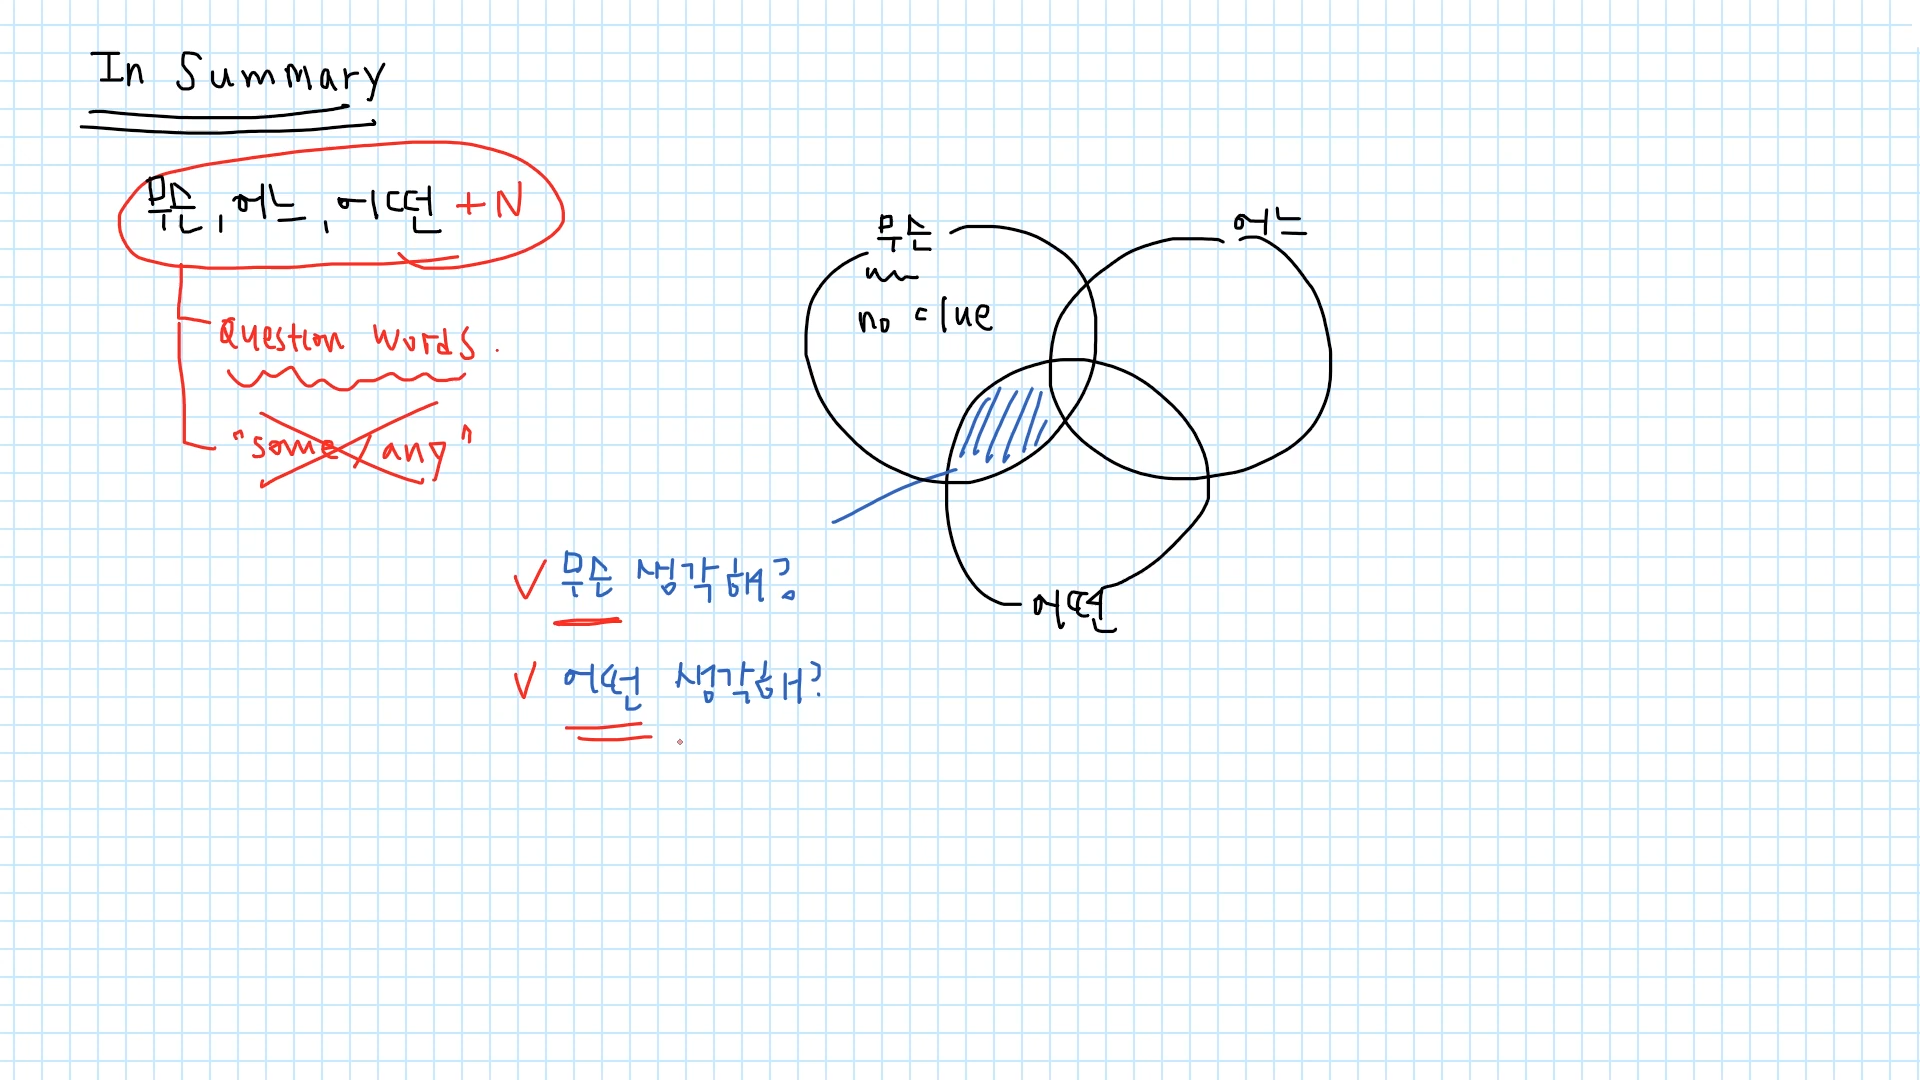 In Summary
무슨, 어느, 어떤 + N
Question words.
"some / any"
무슨
no clue
어느
어떤
무슨 생각해?
어떤 생각해?